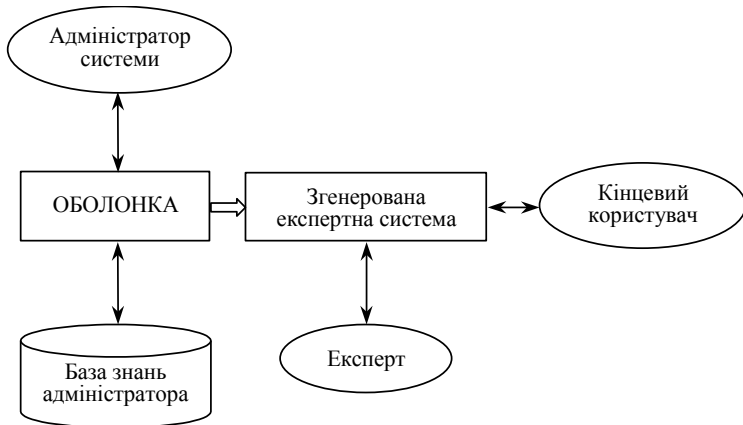 Адміністратор
системи
ОБОЛОНКА
Згенерована
експертна система
Кінцевий
користувач
База знань
адміністратора
Експерт